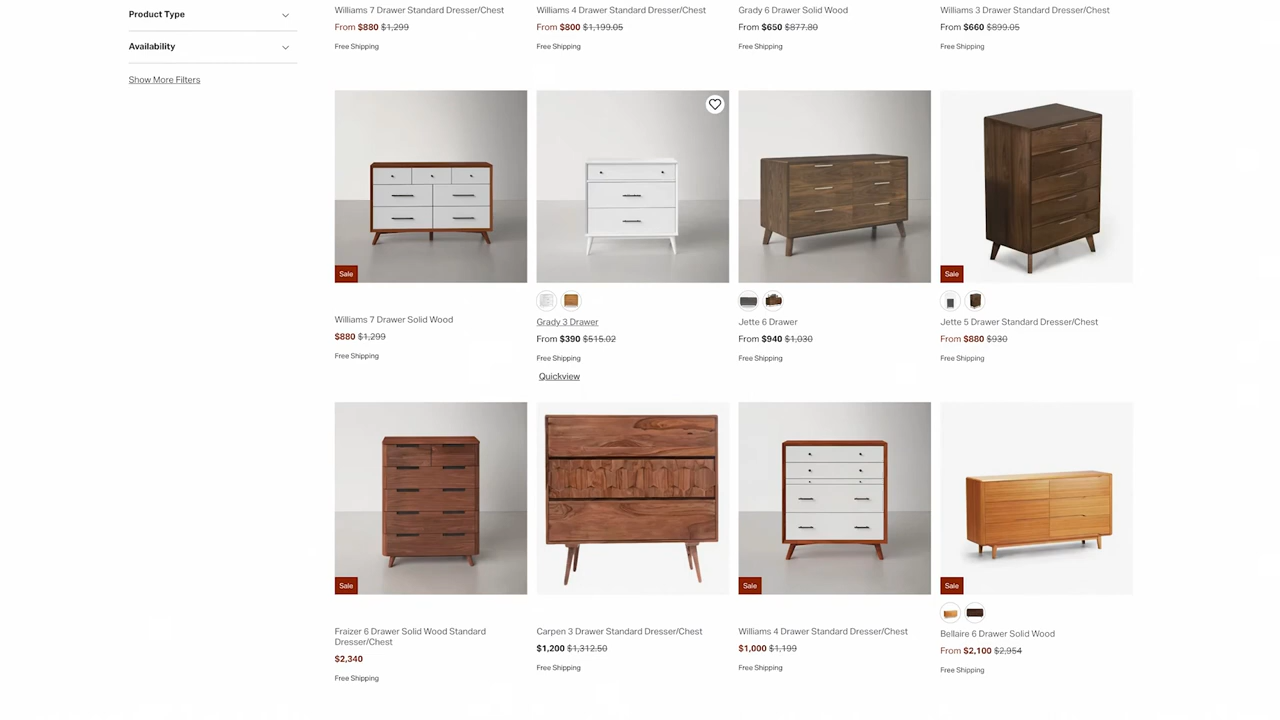 Product Type
Availability
Show More Filters
Williams 7 Drawer Standard Dresser/Chest
From $880 $1,299
Free Shipping
Williams 4 Drawer Standard Dresser/Chest
From $800 $1,199.05
Free Shipping
Grady 6 Drawer Solid Wood
From $650 $877.80
Free Shipping
Williams 3 Drawer Standard Dresser/Chest
From $660 $899.05
Free Shipping
Sale
Williams 7 Drawer Solid Wood
$880 $1,299
Free Shipping
Grady 3 Drawer
From $390 $515.02
Free Shipping
Quickview
Jette 6 Drawer
From $940 $1,030
Free Shipping
Sale
Jette 5 Drawer Standard Dresser/Chest
From $880 $930
Free Shipping
Sale
Fraizer 6 Drawer Solid Wood Standard
Dresser/Chest
$2,340
Free Shipping
Carpen 3 Drawer Standard Dresser/Chest
$1,200 $1,312.50
Free Shipping
Sale
Williams 4 Drawer Standard Dresser/Chest
$1,000 $1,199
Free Shipping
Sale
Bellaire 6 Drawer Solid Wood
From $2,100 $2,954
Free Shipping